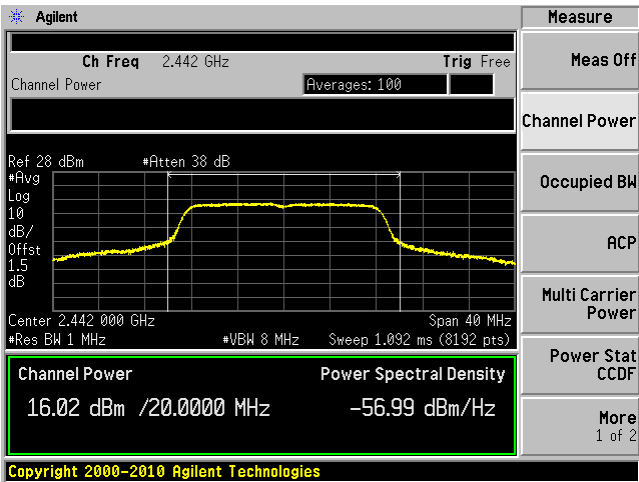 Agilent
Measure
Ch Freq 2.442 GHz Trig Free
Channel Power Averages: 100
Ref 28 dBm #Atten 38 dB
#Avg
Log
10
dB/
Offst
1.5
dB
Center 2.442 000 GHz Span 40 MHz
#Res BW 1 MHz #VBW 8 MHz Sweep 1.092 ms (8192 pts)
Channel Power Power Spectral Density
16.02 dBm /20.0000 MHz -56.99 dBm/Hz
Meas Off
Channel Power
Occupied BW
ACP
Multi Carrier
Power
Power Stat
CCDF
More
1 of 2
Copyright 2000-2010 Agilent Technologies